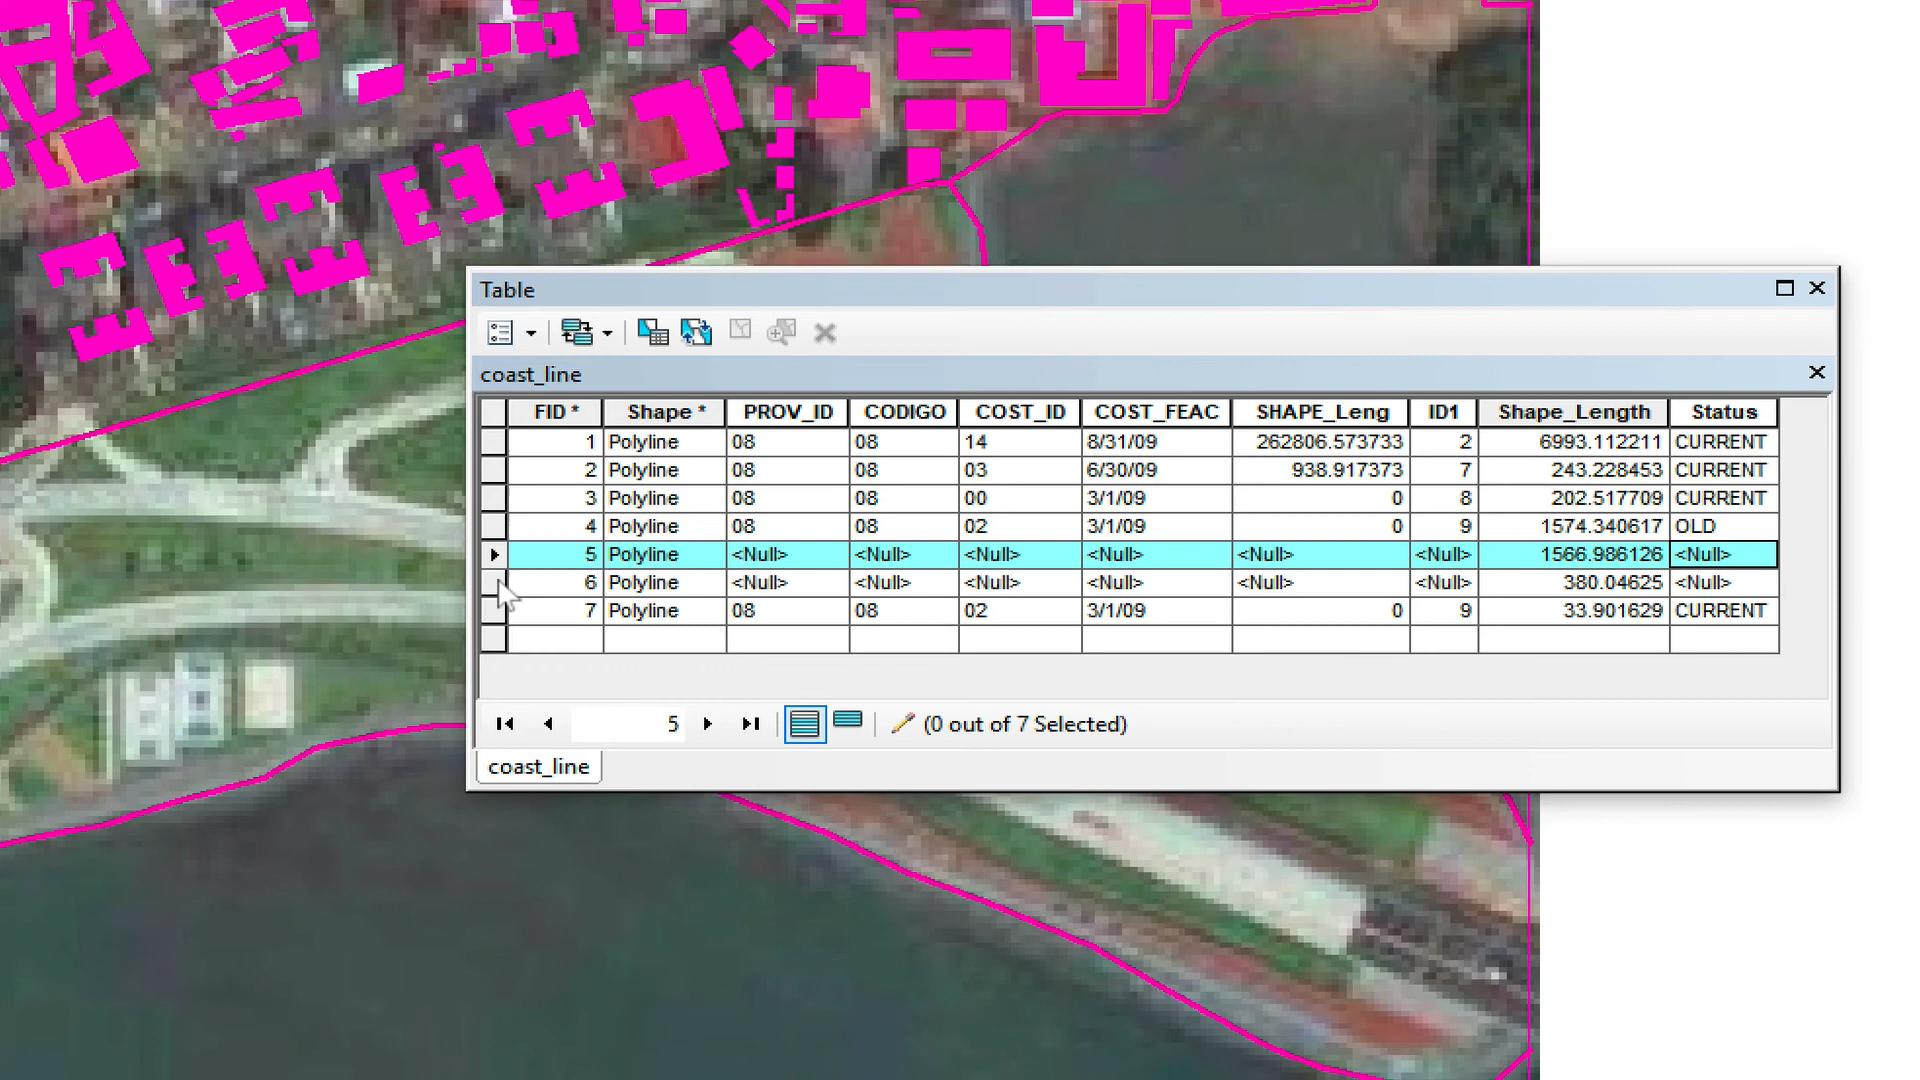 Table
coast_line
FID * Shape * PROV_ID CODIGO COST_ID COST_FEAC SHAPE_Leng ID1 Shape_Length Status
1 Polyline 08 08 14 8/31/09 262806.573733 2 6993.112211 CURRENT
2 Polyline 08 08 03 6/30/09 938.917373 7 243.228453 CURRENT
3 Polyline 08 08 00 3/1/09 0 8 202.517709 CURRENT
4 Polyline 08 08 02 3/1/09 0 9 1574.340617 OLD
5 Polyline <Null> <Null> <Null> <Null> <Null> <Null> 1566.986126 <Null>
6 Polyline <Null> <Null> <Null> <Null> <Null> <Null> 380.04625 <Null>
7 Polyline 08 08 02 3/1/09 0 9 33.901629 CURRENT
5 (0 out of 7 Selected)
coast_line